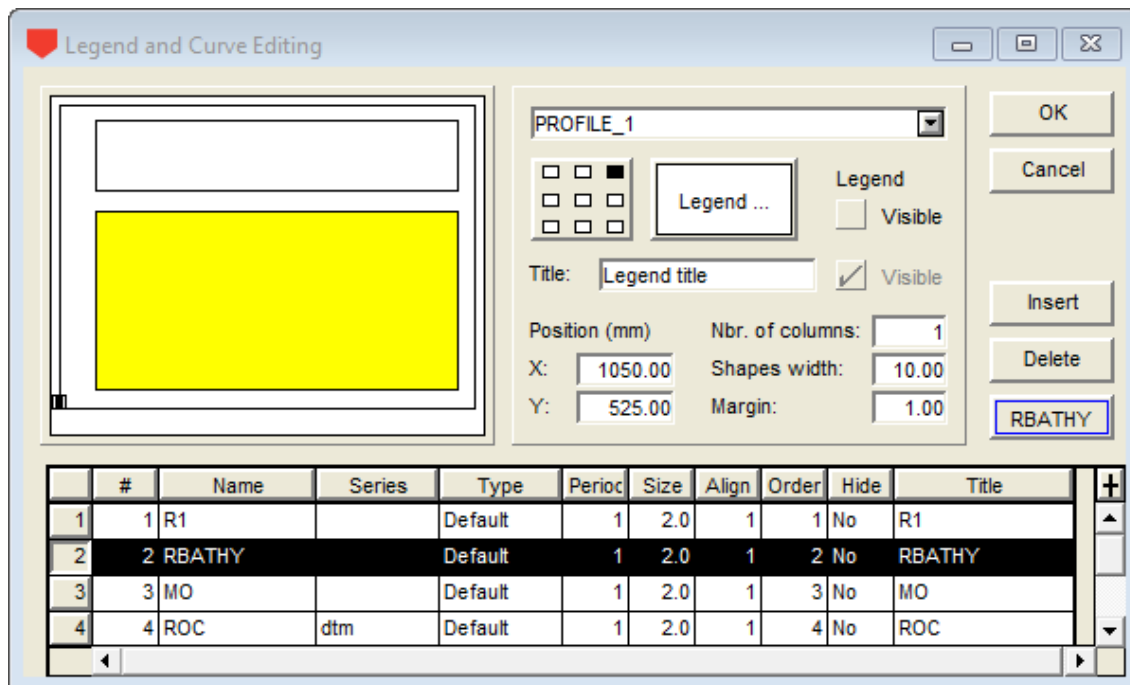 Legend and Curve Editing
PROFILE_1
OK
Legend ...
Legend
Visible
Cancel
Title:
Legend title
Visible
Insert
Position (mm)
Nbr. of columns:
1
X:
1050.00
Shapes width:
10.00
Delete
Y:
525.00
Margin:
1.00
RBATHY
# Name Series Type Period Size Align Order Hide Title
1 1 R1 Default 1 2.0 1 1 No R1
2 2 RBATHY Default 1 2.0 1 2 No RBATHY
3 3 MO Default 1 2.0 1 3 No MO
4 4 ROC dtm Default 1 2.0 1 4 No ROC